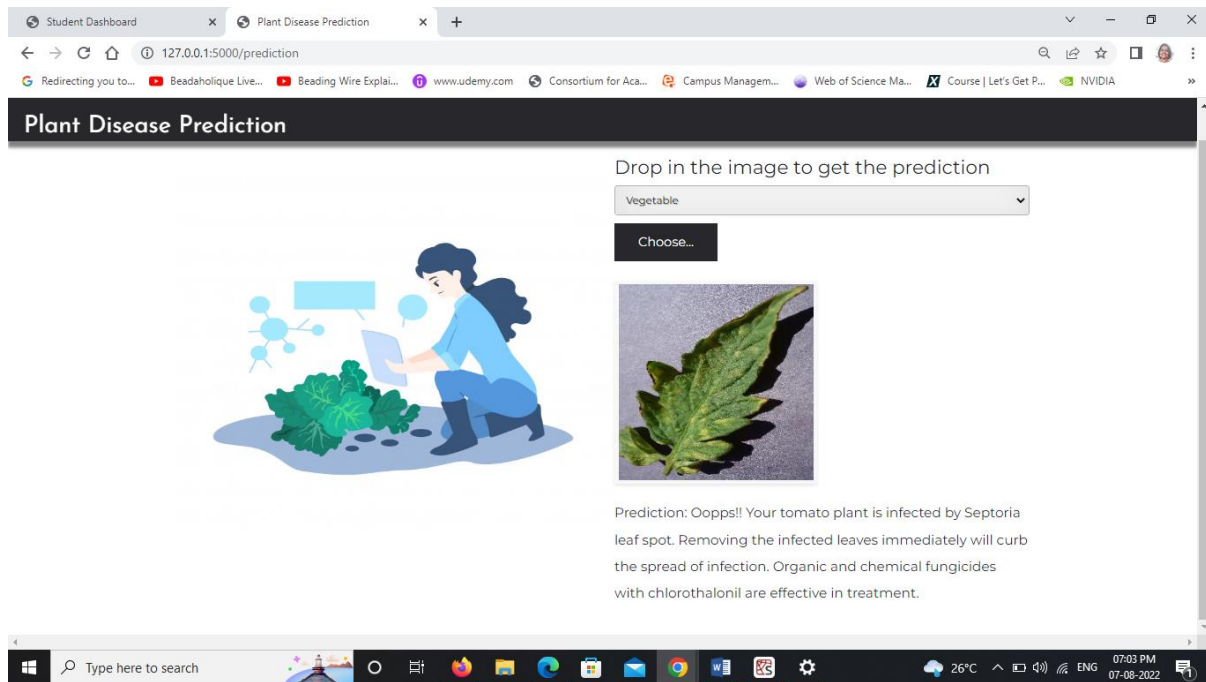 Student Dashboard
Plant Disease Prediction
127.0.0.1:5000/prediction
Redirecting you to... Beadaholique Live... Beading Wire Explai... www.udemy.com Consortium for Aca... Campus Managem... Web of Science Ma... Course | Let's Get P... NVIDIA »
Plant Disease Prediction
Drop in the image to get the prediction
Vegetable
Choose...
Prediction: Oopps!! Your tomato plant is infected by Septoria
leaf spot. Removing the infected leaves immediately will curb
the spread of infection. Organic and chemical fungicides
with chlorothalonil are effective in treatment.
Type here to search
26°C ENG 07:03 PM
07-08-2022
1